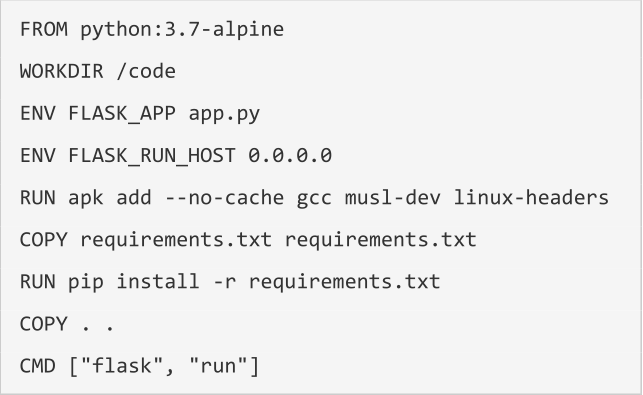 FROM python:3.7-alpine
WORKDIR /code
ENV FLASK_APP app.py
ENV FLASK_RUN_HOST 0.0.0.0
RUN apk add --no-cache gcc musl-dev linux-headers
COPY requirements.txt requirements.txt
RUN pip install -r requirements.txt
COPY . .
CMD ["flask", "run"]